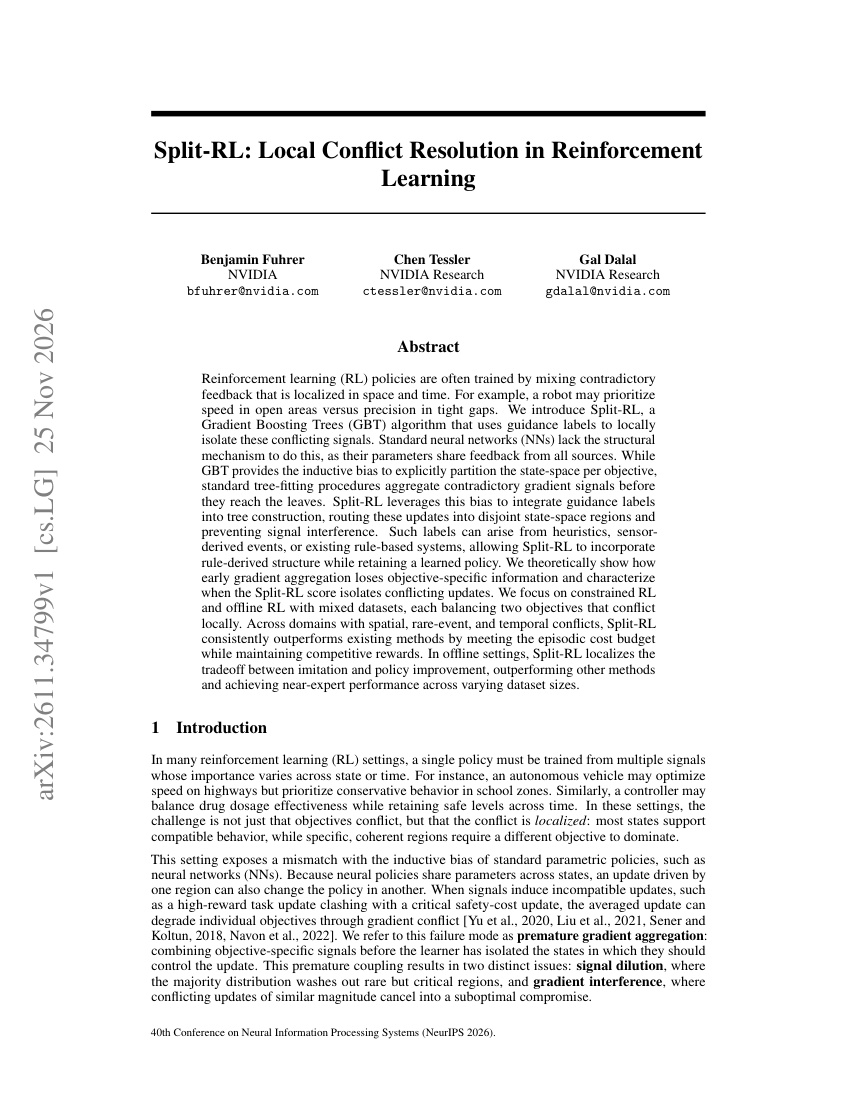 arXiv:2611.34799v1 [cs.LG] 25 Nov 2026
Split-RL: Local Conflict Resolution in Reinforcement
Learning
Benjamin Fuhrer
NVIDIA
bfuhrer@nvidia.com
Chen Tessler
NVIDIA Research
ctessler@nvidia.com
Gal Dalal
NVIDIA Research
gdalal@nvidia.com
Abstract
Reinforcement learning (RL) policies are often trained by mixing contradictory
feedback that is localized in space and time. For example, a robot may prioritize
speed in open areas versus precision in tight gaps. We introduce Split-RL, a
Gradient Boosting Trees (GBT) algorithm that uses guidance labels to locally
isolate these conflicting signals. Standard neural networks (NNs) lack the structural
mechanism to do this, as their parameters share feedback from all sources. While
GBT provides the inductive bias to explicitly partition the state-space per objective,
standard tree-fitting procedures aggregate contradictory gradient signals before
they reach the leaves. Split-RL leverages this bias to integrate guidance labels
into tree construction, routing these updates into disjoint state-space regions and
preventing signal interference. Such labels can arise from heuristics, sensor-
derived events, or existing rule-based systems, allowing Split-RL to incorporate
rule-derived structure while retaining a learned policy. We theoretically show how
early gradient aggregation loses objective-specific information and characterize
when the Split-RL score isolates conflicting updates. We focus on constrained RL
and offline RL with mixed datasets, each balancing two objectives that conflict
locally. Across domains with spatial, rare-event, and temporal conflicts, Split-RL
consistently outperforms existing methods by meeting the episodic cost budget
while maintaining competitive rewards. In offline settings, Split-RL localizes the
tradeoff between imitation and policy improvement, outperforming other methods
and achieving near-expert performance across varying dataset sizes.
1 Introduction
In many reinforcement learning (RL) settings, a single policy must be trained from multiple signals
whose importance varies across state or time. For instance, an autonomous vehicle may optimize
speed on highways but prioritize conservative behavior in school zones. Similarly, a controller may
balance drug dosage effectiveness while retaining safe levels across time. In these settings, the
challenge is not just that objectives conflict, but that the conflict is localized: most states support
compatible behavior, while specific, coherent regions require a different objective to dominate.
This setting exposes a mismatch with the inductive bias of standard parametric policies, such as
neural networks (NNs). Because neural policies share parameters across states, an update driven by
one region can also change the policy in another. When signals induce incompatible updates, such
as a high-reward task update clashing with a critical safety-cost update, the averaged update can
degrade individual objectives through gradient conflict [Yu et al., 2020, Liu et al., 2021, Sener and
Koltun, 2018, Navon et al., 2022]. We refer to this failure mode as premature gradient aggregation:
combining objective-specific signals before the learner has isolated the states in which they should
control the update. This premature coupling results in two distinct issues: signal dilution, where
the majority distribution washes out rare but critical regions, and gradient interference, where
conflicting updates of similar magnitude cancel into a suboptimal compromise.
40th Conference on Neural Information Processing Systems (NeurIPS 2026).